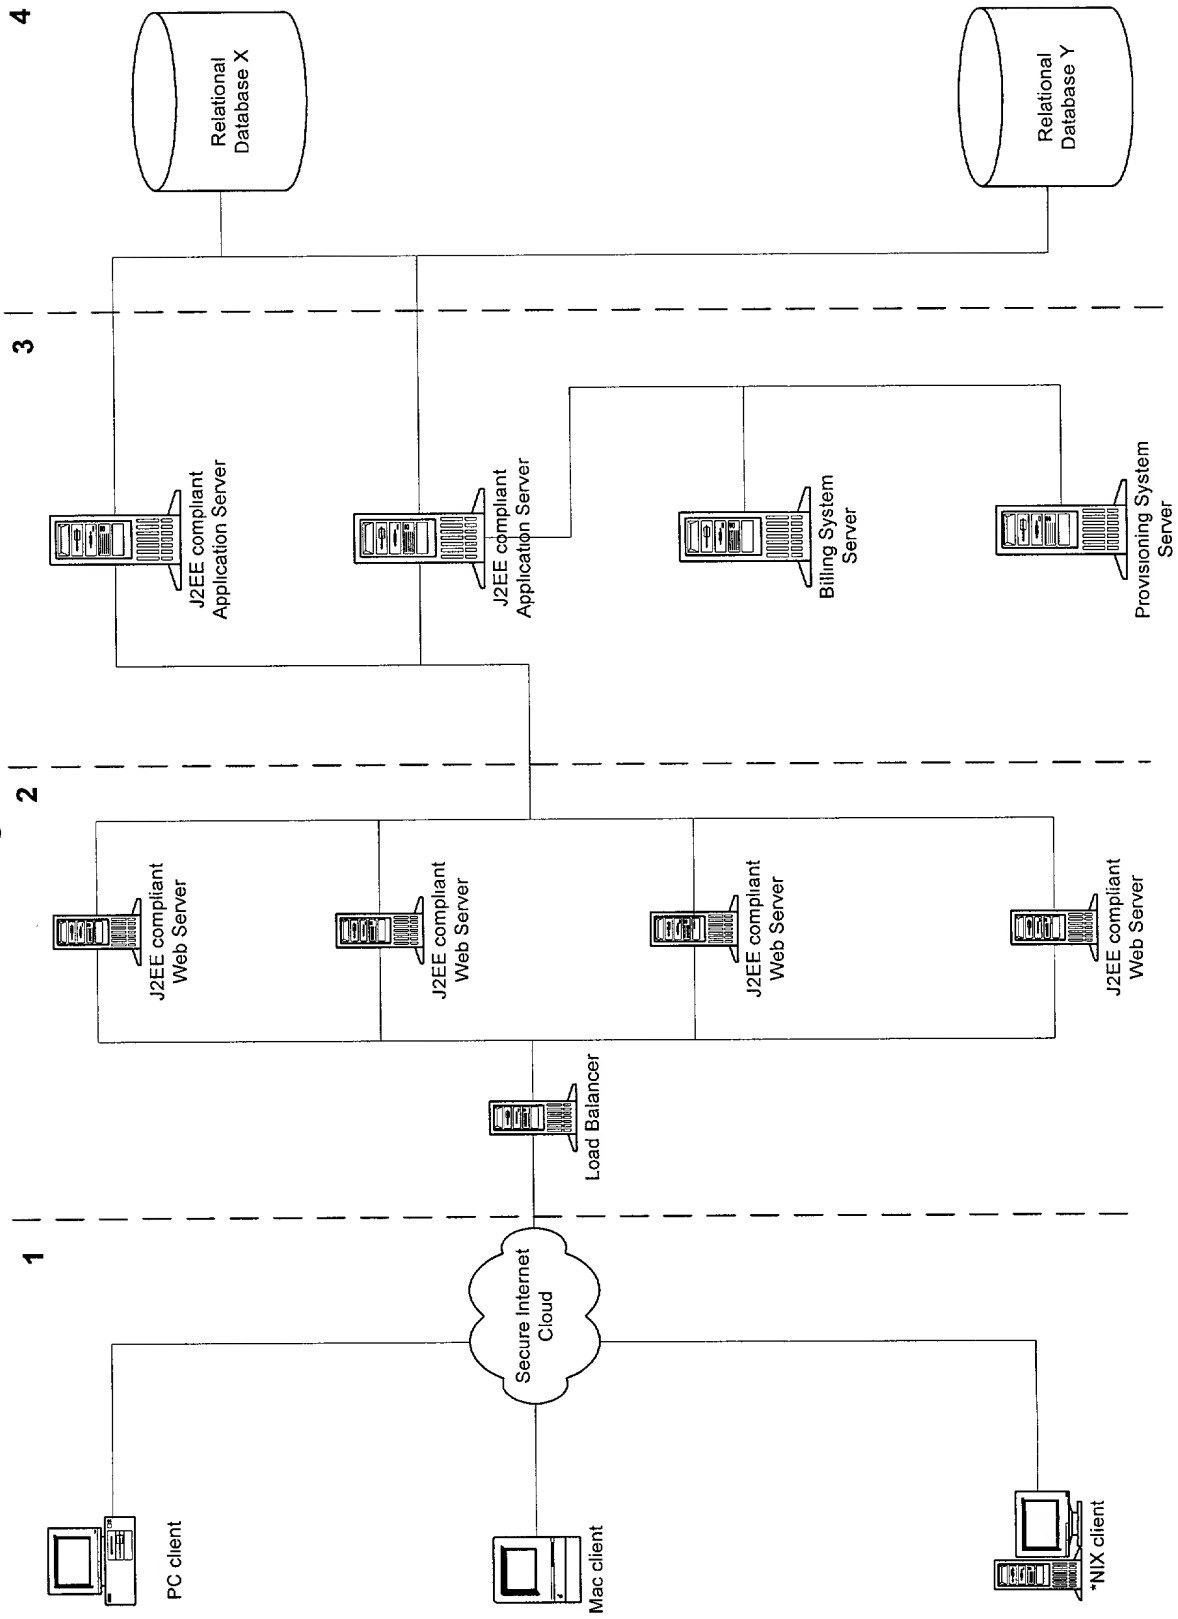 1
2
3
4
PC client
Mac client
*NIX client
Secure Internet
Cloud
Load Balancer
J2EE compliant
Web Server
J2EE compliant
Web Server
J2EE compliant
Web Server
J2EE compliant
Web Server
J2EE compliant
Application Server
J2EE compliant
Application Server
Billing System
Server
Provisioning System
Server
Relational
Database X
Relational
Database Y